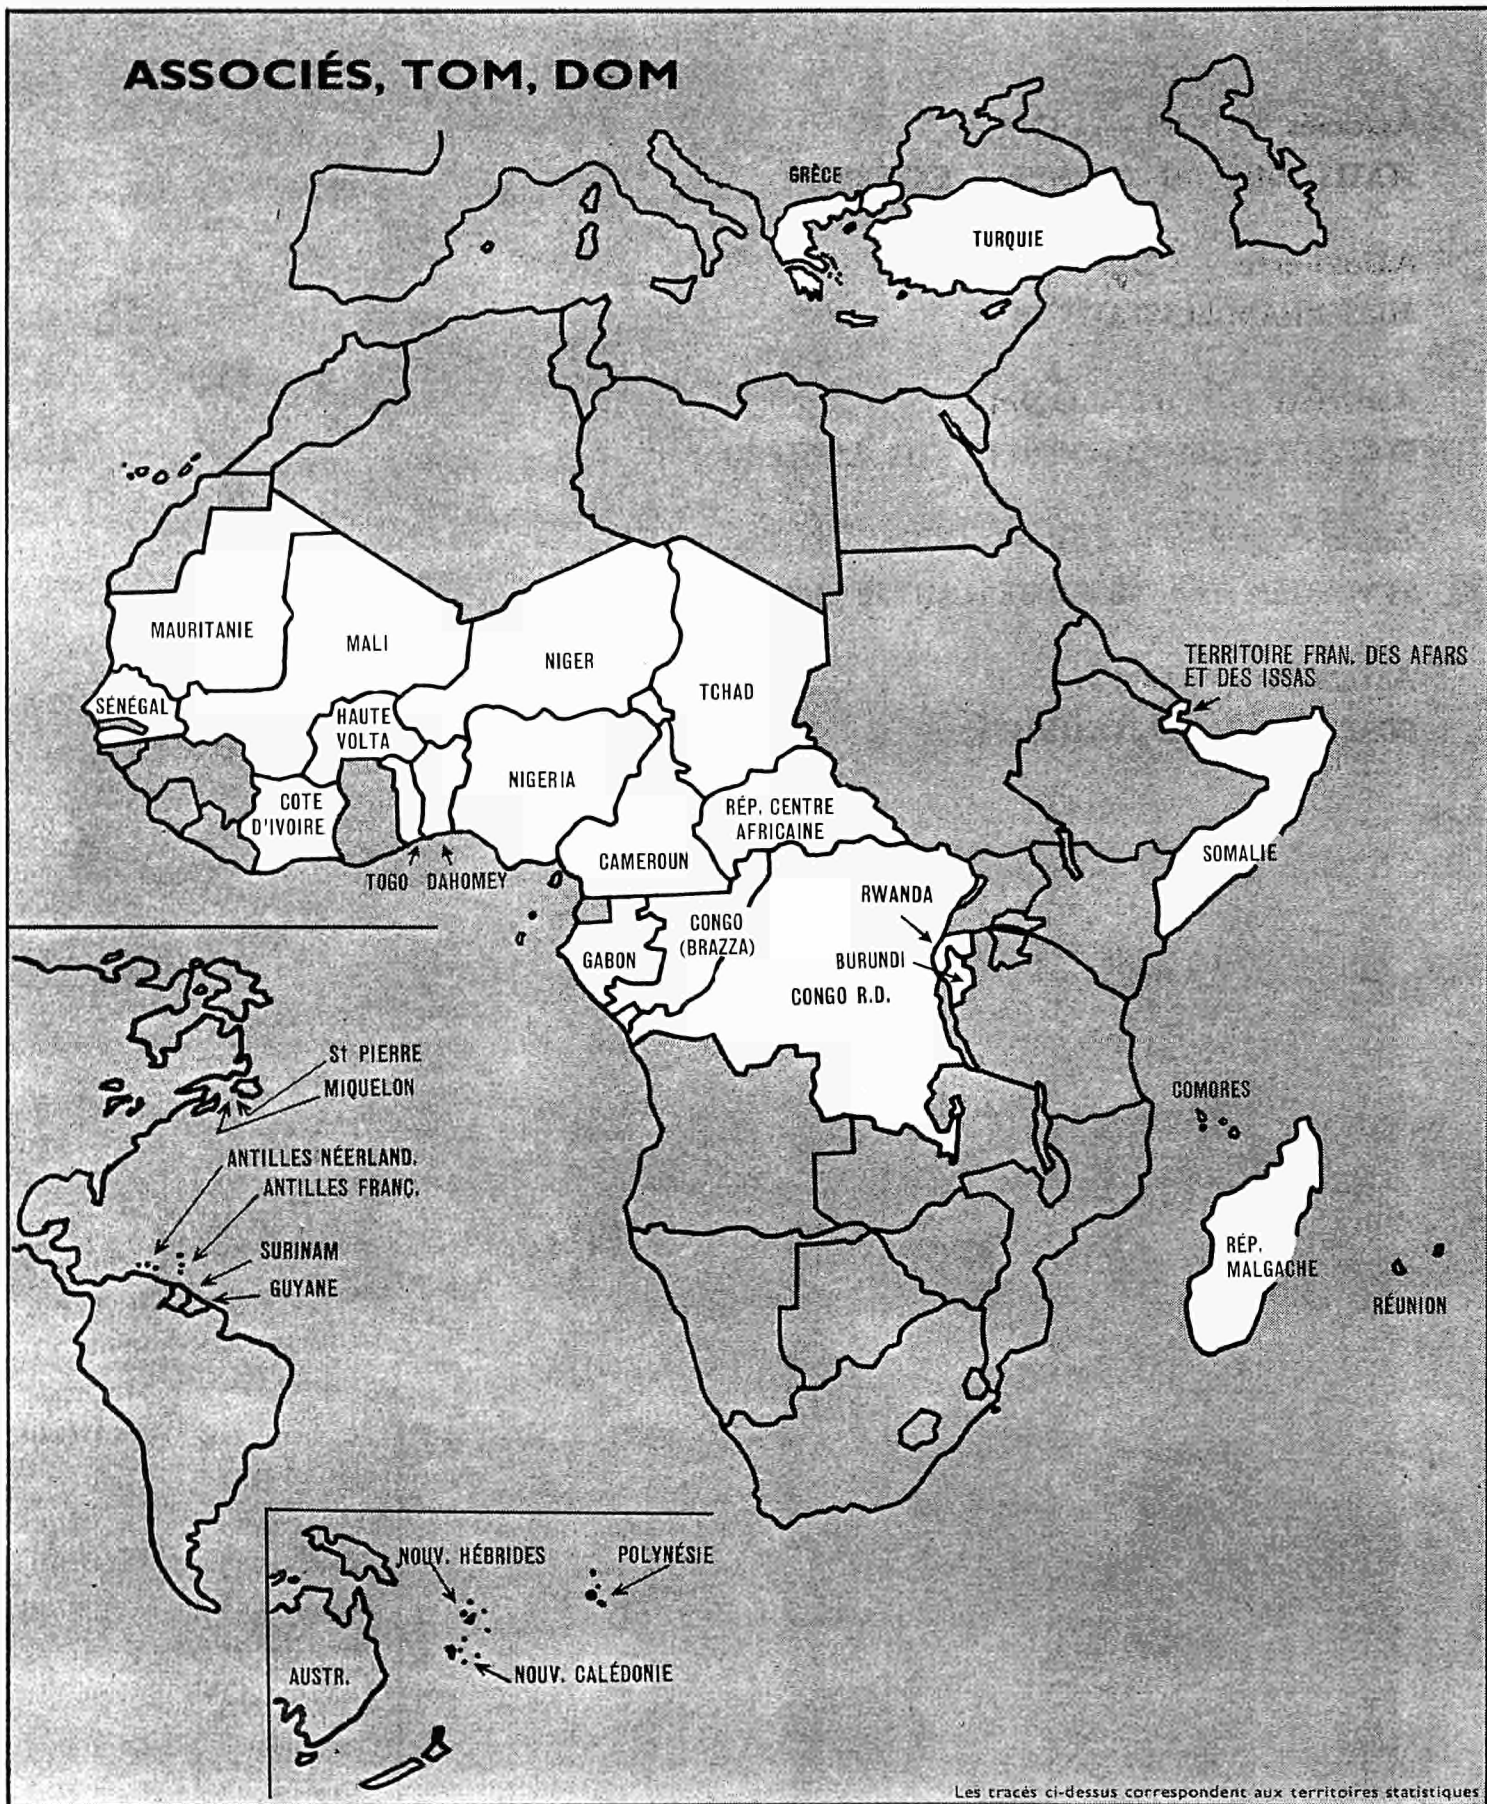 ASSOCIÉS, TOM, DOM
GRÈCE
TURQUIE
MAURITANIE
MALI
NIGER
TCHAD
TERRITOIRE FRAN. DES AFARS
ET DES ISSAS
SÉNÉGAL
HAUTE
VOLTA
NIGERIA
COTE
D'IVOIRE
RÉP. CENTRE
AFRICAINE
CAMEROUN
SOMALIE
TOGO
DAHOMEY
RWANDA
CONGO
(BRAZZA)
GABON
BURUNDI
CONGO R.D.
St PIERRE
MIQUELON
COMORES
ANTILLES NÉERLAND.
ANTILLES FRANÇ.
SURINAM
GUYANE
RÉP.
MALGACHE
RÉUNION
NOUV. HÉBRIDES
POLYNÉSIE
AUSTR.
NOUV. CALÉDONIE
Les tracés ci-dessus correspondent aux territoires statistiques